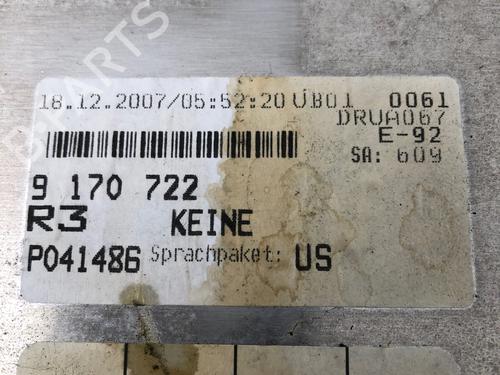 PARTS
18.12.2007/05:52:20 ÜB01 0061
DRUA067
E-92
SA: 609
9 170 722
R3 KEINE
P041486 Sprachpaket: US